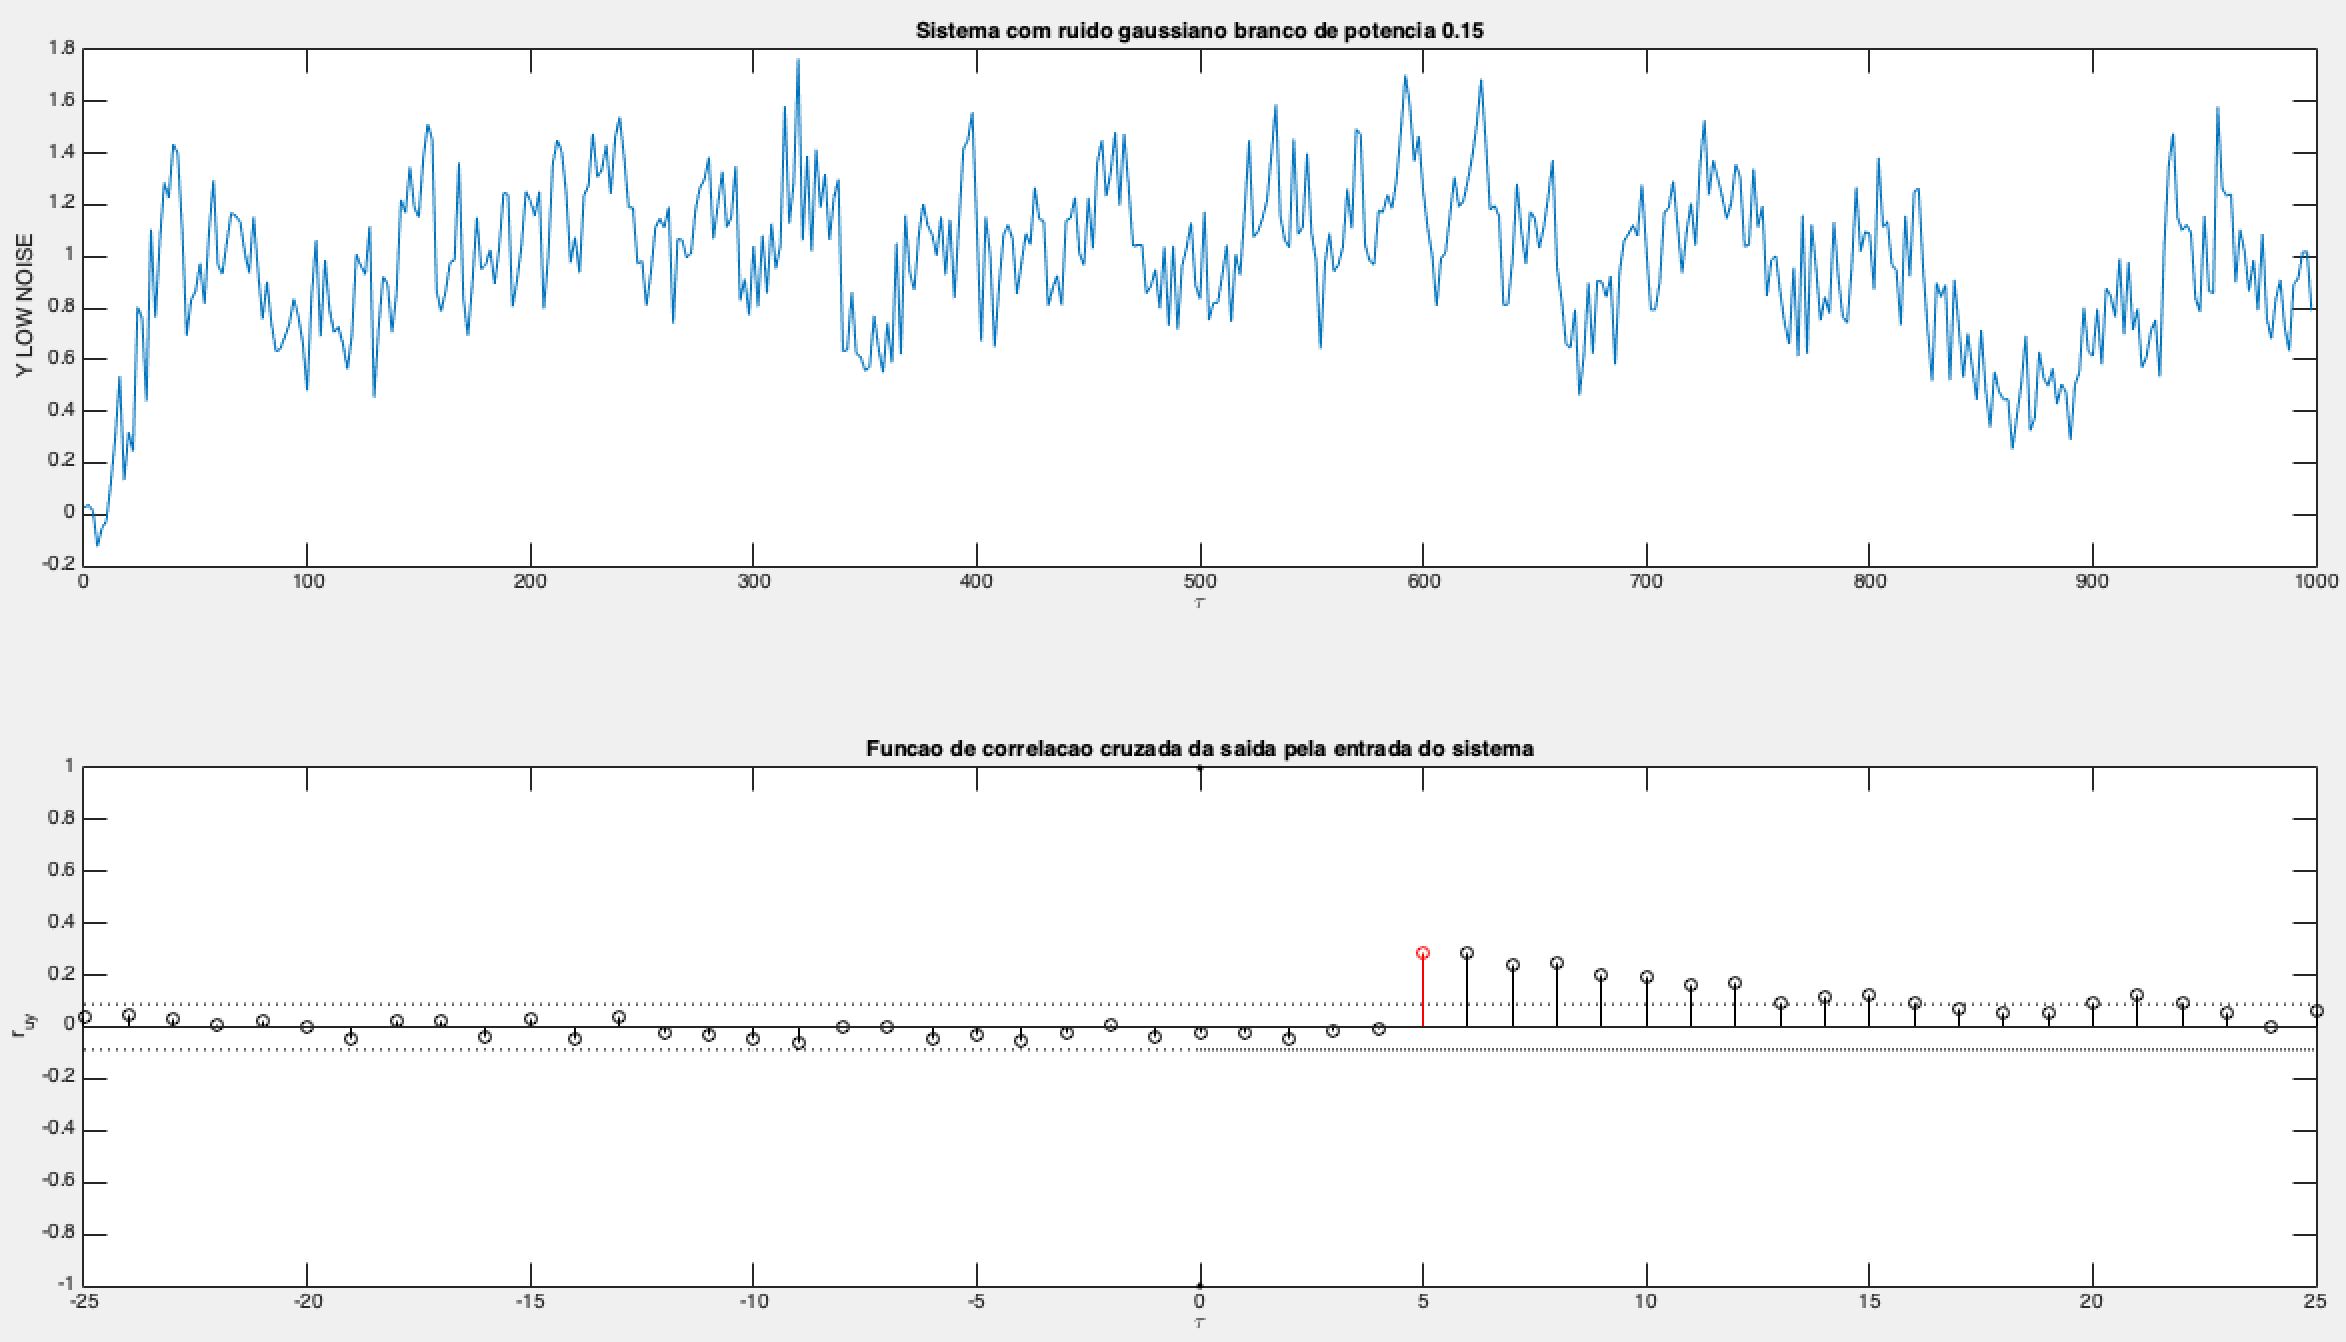 Sistema com ruido gaussiano branco de potencia 0.15
Y LOW NOISE
1.8
1.6
1.4
1.2
1
0.8
0.6
0.4
0.2
0
-0.2
0 100 200 300 400 500 600 700 800 900 1000
τ
Funcao de correlacao cruzada da saida pela entrada do sistema
r_uy
1
0.8
0.6
0.4
0.2
0
-0.2
-0.4
-0.6
-0.8
-1
-25 -20 -15 -10 -5 0 5 10 15 20 25
τ